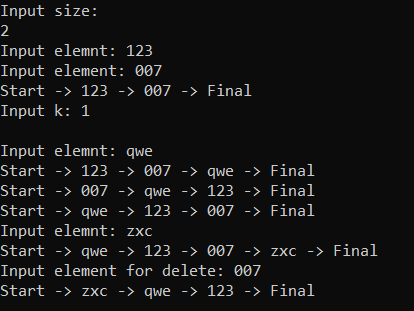 Input size:
2
Input elemnt: 123
Input element: 007
Start -> 123 -> 007 -> Final
Input k: 1
Input elemnt: qwe
Start -> 123 -> 007 -> qwe -> Final
Start -> 007 -> qwe -> 123 -> Final
Start -> qwe -> 123 -> 007 -> Final
Input elemnt: zxc
Start -> qwe -> 123 -> 007 -> zxc -> Final
Input element for delete: 007
Start -> zxc -> qwe -> 123 -> Final